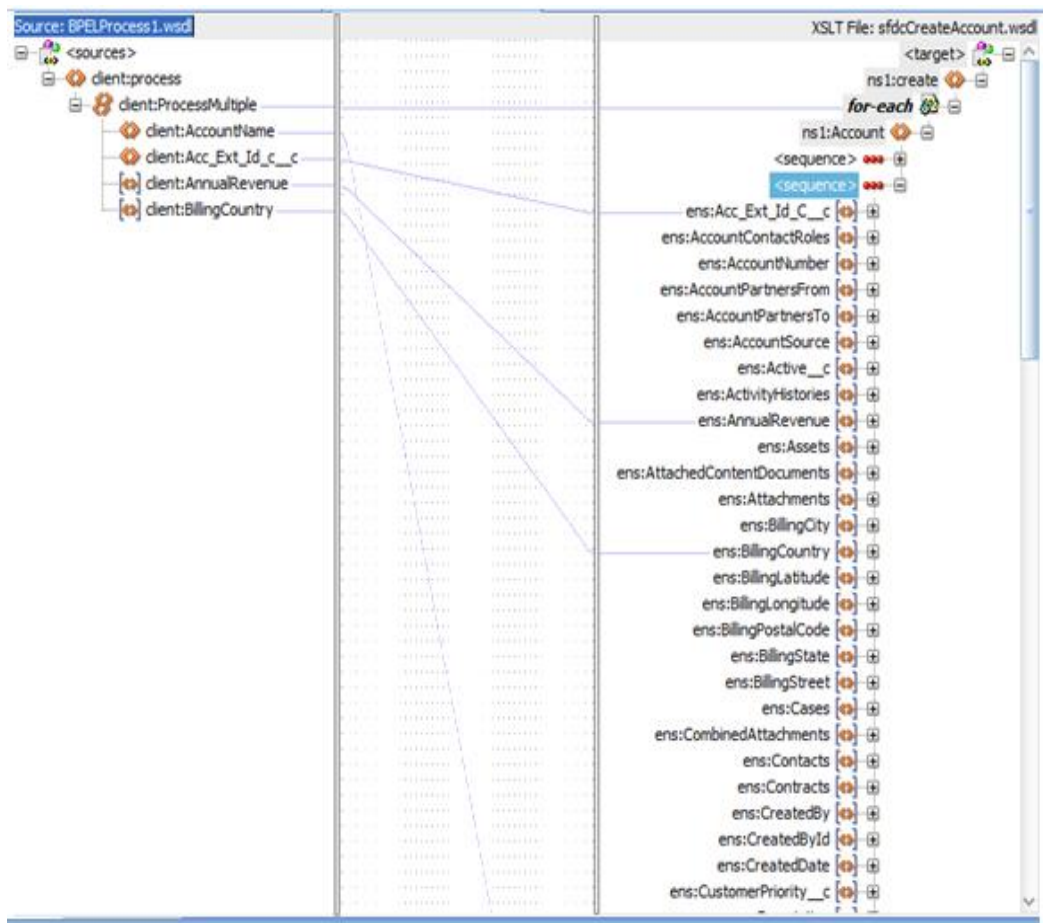 Source: BPELProcess1.wsdl
XSLT File: sfdcCreateAccount.wsdl
<sources>
<target>
client:process
ns1:create
client:ProcessMultiple
for-each
client:AccountName
ns1:Account
client:Acc_Ext_Id_c__c
<sequence>
client:AnnualRevenue
<sequence>
client:BillingCountry
ens:Acc_Ext_Id_C__c
ens:AccountContactRoles
ens:AccountNumber
ens:AccountPartnersFrom
ens:AccountPartnersTo
ens:AccountSource
ens:Active__c
ens:ActivityHistories
ens:AnnualRevenue
ens:Assets
ens:AttachedContentDocuments
ens:Attachments
ens:BillingCity
ens:BillingCountry
ens:BillingLatitude
ens:BillingLongitude
ens:BillingPostalCode
ens:BillingState
ens:BillingStreet
ens:Cases
ens:CombinedAttachments
ens:Contacts
ens:Contracts
ens:CreatedBy
ens:CreatedById
ens:CreatedDate
ens:CustomerPriority__c